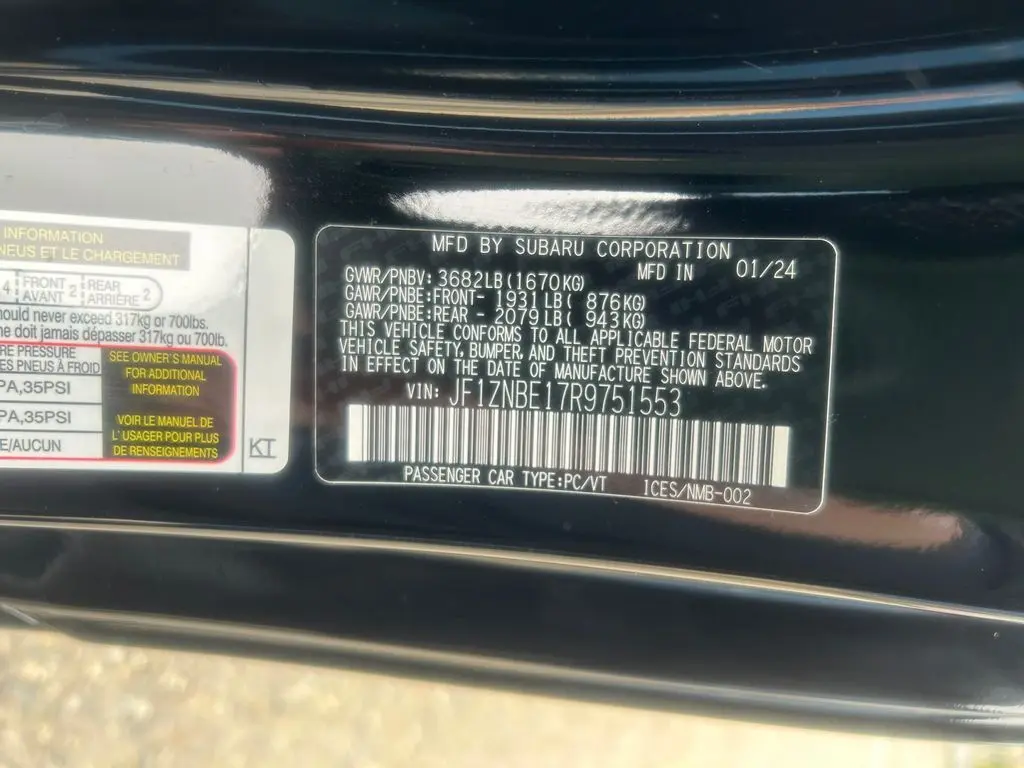 INFORMATION
NEUS ET LE CHARGEMENT
4 FRONT AVANT 2 REAR ARRIÈRE 2
should never exceed 317kg or 700lbs.
ne doit jamais dépasser 317kg ou 700lb.
PRESSURE
PNEUS À FROID
PA,35PSI
PA,35PSI
E/AUCUN
SEE OWNER'S MANUAL
FOR ADDITIONAL
INFORMATION
VOIR LE MANUEL DE
L' USAGER POUR PLUS
DE RENSEIGNEMENTS
KT
MFD BY SUBARU CORPORATION
MFD IN 01/24
GVWR/PNBV: 3682LB(1670KG)
GAWR/PNBE:FRONT- 1931LB( 876KG)
GAWR/PNBE:REAR - 2079LB( 943KG)
THIS VEHICLE CONFORMS TO ALL APPLICABLE FEDERAL MOTOR
VEHICLE SAFETY, BUMPER, AND THEFT PREVENTION STANDARDS
IN EFFECT ON THE DATE OF MANUFACTURE SHOWN ABOVE.
VIN: JF1ZNBE17R9751553
PASSENGER CAR TYPE:PC/VT ICES/NMB-002